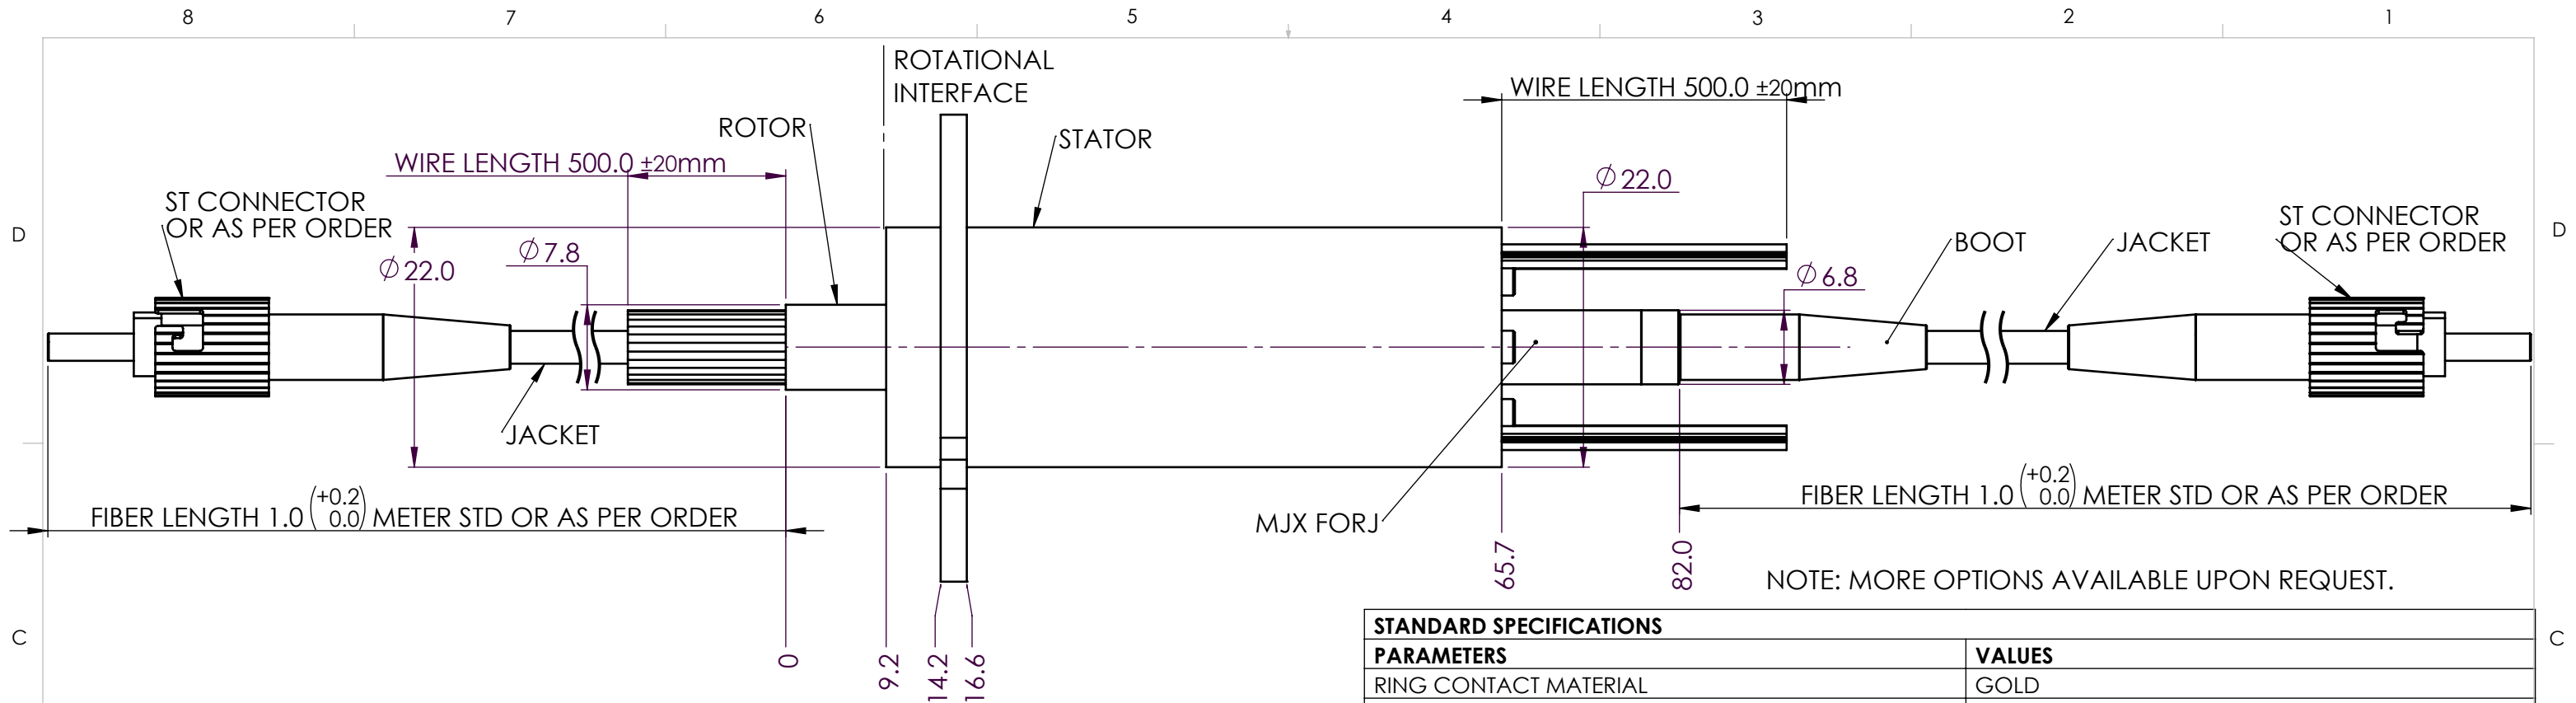 8 7 6 5 4 3 2 1
ROTATIONAL
INTERFACE
WIRE LENGTH 500.0 ±20mm
ROTOR
STATOR
WIRE LENGTH 500.0 ±20mm
∅22.0
ST CONNECTOR
OR AS PER ORDER
ST CONNECTOR
OR AS PER ORDER
D
D
∅7.8
BOOT
JACKET
∅22.0
∅6.8
JACKET
FIBER LENGTH 1.0 (+0.2 0.0) METER STD OR AS PER ORDER
FIBER LENGTH 1.0 (+0.2 0.0) METER STD OR AS PER ORDER
MJX FORJ
65.7
82.0
NOTE: MORE OPTIONS AVAILABLE UPON REQUEST.
C
C
0
9.2
14.2
16.6
STANDARD SPECIFICATIONS
PARAMETERS VALUES
RING CONTACT MATERIAL GOLD